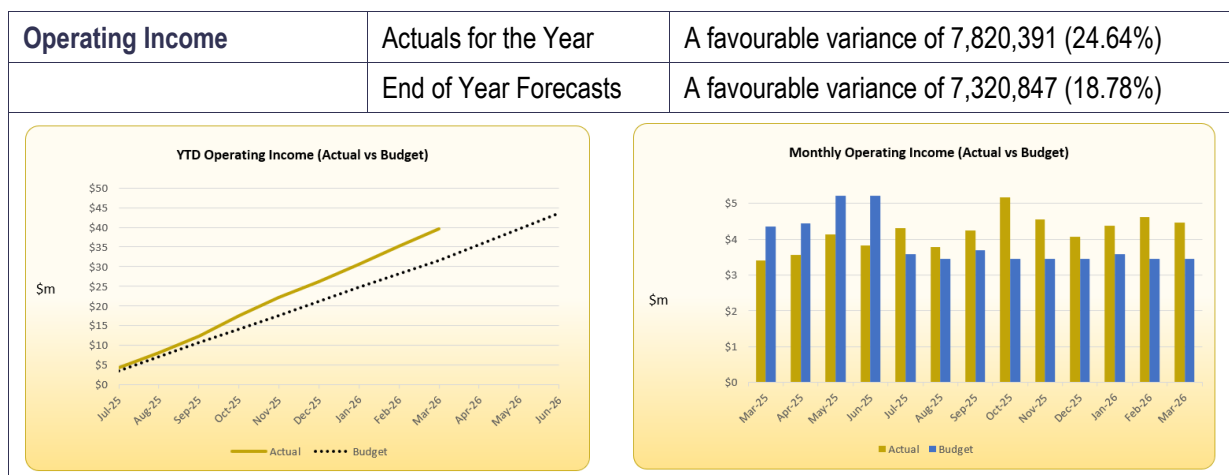 Operating Income Actuals for the Year A favourable variance of 7,820,391 (24.64%)
End of Year Forecasts A favourable variance of 7,320,847 (18.78%)
YTD Operating Income (Actual vs Budget)
$50
$45
$40
$35
$30
$25
$20
$15
$10
$5
$0
$m
Jul-25 Aug-25 Sep-25 Oct-25 Nov-25 Dec-25 Jan-26 Feb-26 Mar-26 Apr-26 May-26 Jun-26
Actual Budget
Monthly Operating Income (Actual vs Budget)
$5
$4
$3
$2
$1
$0
$m
Mar-25 Apr-25 May-25 Jun-25 Jul-25 Aug-25 Sep-25 Oct-25 Nov-25 Dec-25 Jan-26 Feb-26 Mar-26
Actual Budget